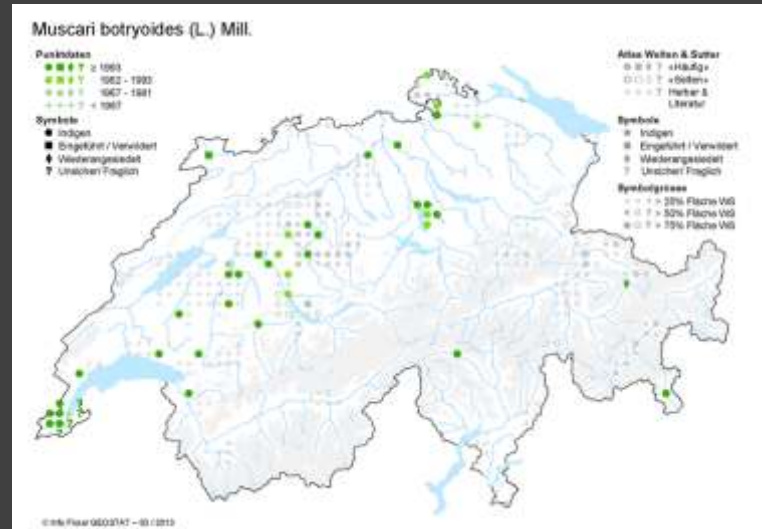 Muscari botryoides (L.) Mill.
Punktdaten
≥ 1993
1982 - 1993
1967 - 1981
< 1967
Symbole
Indigen
Eingeführt / Verwildert
Wiederangesiedelt
? Unsicher/ Fraglich
Atlas Welten & Sutter
«Häufig»
«Selten»
Herbar &
Literatur
Symbole
Indigen
Eingeführt / Verwildert
Wiederangesiedelt
? Unsicher/ Fraglich
Symbolgrösse
> 25% Fläche WS
> 50% Fläche WS
> 75% Fläche WS
© Info Flora/ GEOSTAT – 03 / 2013